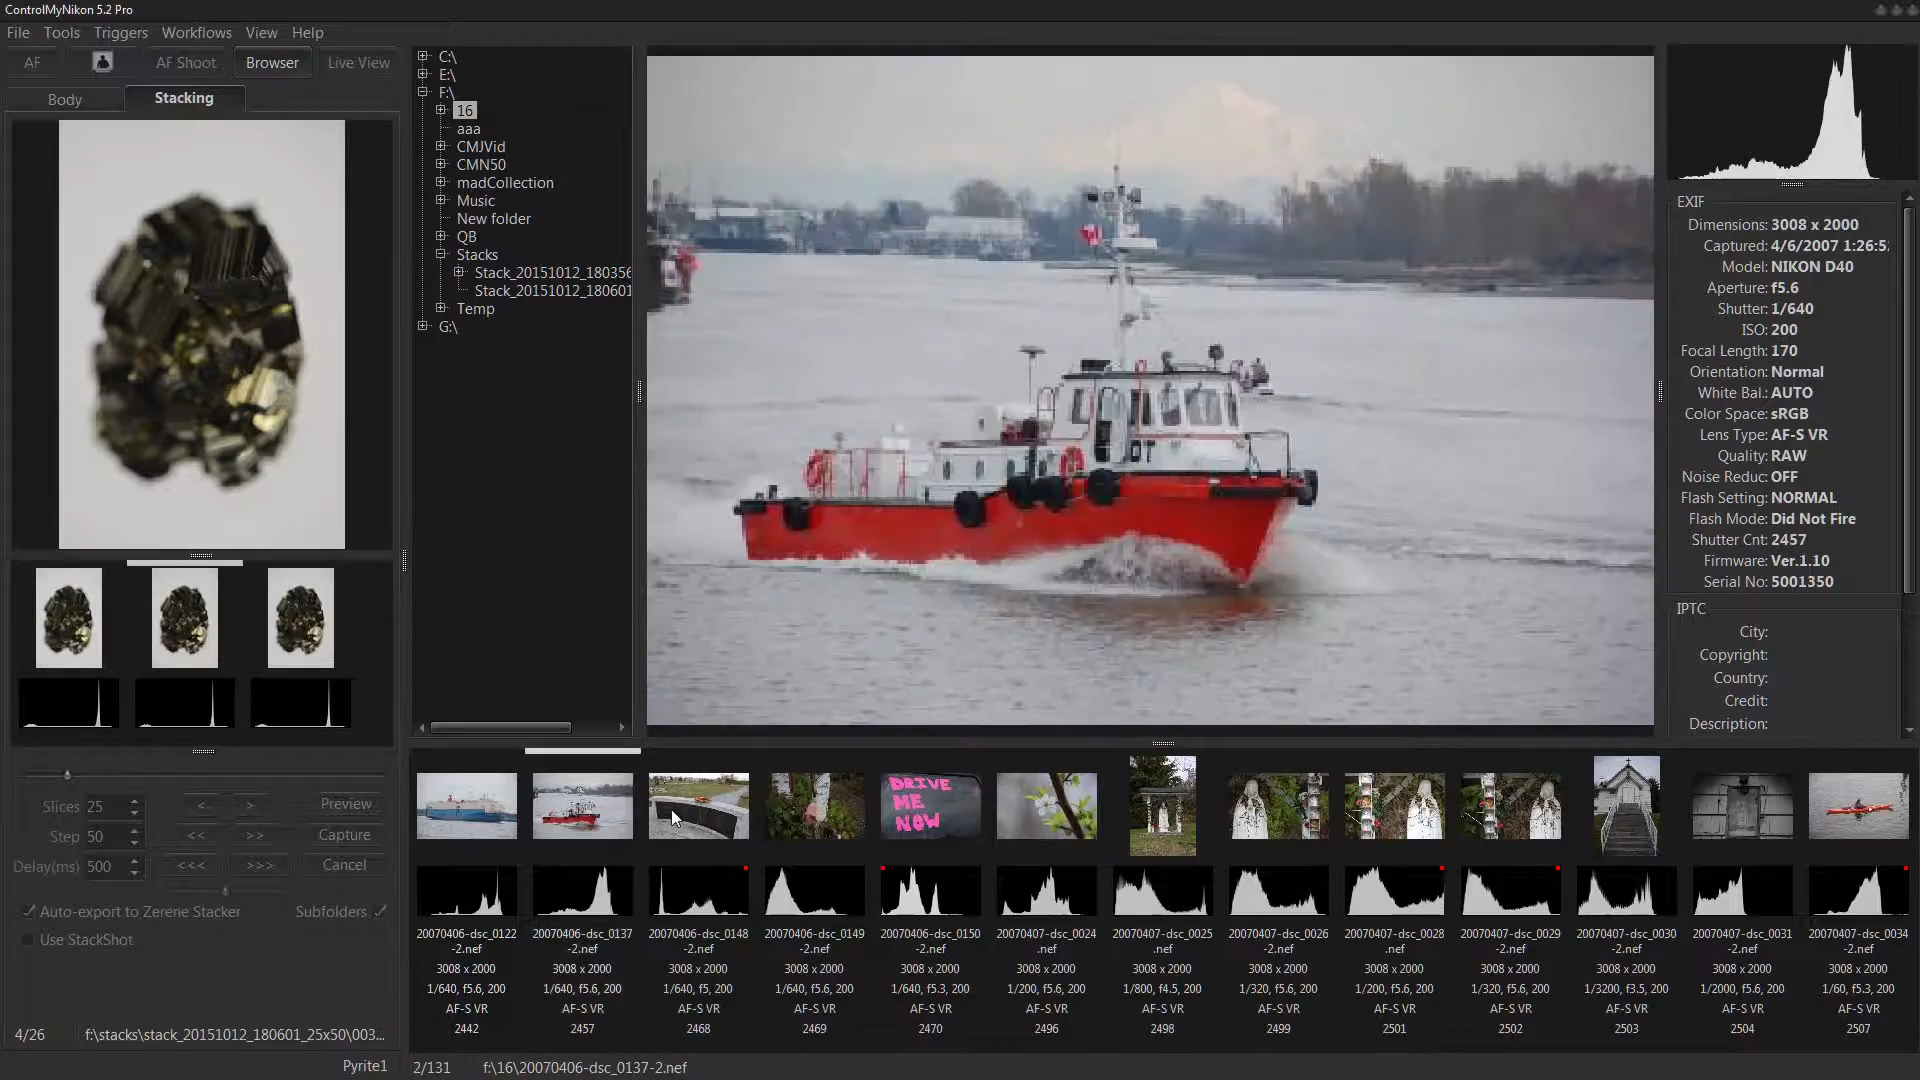 ControlMyNikon 5.2 Pro
File Tools Triggers Workflows View Help
AF AF Shoot Browser Live View
Body Stacking
C:\
E:\
F:\
16
aaa
CMJVid
CMN50
madCollection
Music
New folder
QB
Stacks
Stack_20151012_180356
Stack_20151012_180601
Temp
G:\
EXIF
Dimensions: 3008 x 2000
Captured: 4/6/2007 1:26:5
Model: NIKON D40
Aperture: f5.6
Shutter: 1/640
ISO: 200
Focal Length: 170
Orientation: Normal
White Bal.: AUTO
Color Space: sRGB
Lens Type: AF-S VR
Quality: RAW
Noise Reduc: OFF
Flash Setting: NORMAL
Flash Mode: Did Not Fire
Shutter Cnt: 2457
Firmware: Ver.1.10
Serial No: 5001350
IPTC
City:
Copyright:
Country:
Credit:
Description:
Slices 25 < > Preview
Step 50 << >> Capture
Delay(ms) 500 <<< >>> Cancel
Auto-export to Zerene Stacker Subfolders
Use StackShot
4/26 f:\stacks\stack_20151012_180601_25x50\003...
Pyrite1
DRIVE
ME
NOW
20070406-dsc_0122 20070406-dsc_0137 20070406-dsc_0148 20070406-dsc_0149 20070406-dsc_0150 20070407-dsc_0024 20070407-dsc_0025 20070407-dsc_0026 20070407-dsc_0028 20070407-dsc_0029 20070407-dsc_0030 20070407-dsc_0031 20070407-dsc_0034
-2.nef -2.nef -2.nef -2.nef -2.nef .nef .nef -2.nef .nef -2.nef -2.nef -2.nef -2.nef
3008 x 2000 3008 x 2000 3008 x 2000 3008 x 2000 3008 x 2000 3008 x 2000 3008 x 2000 3008 x 2000 3008 x 2000 3008 x 2000 3008 x 2000 3008 x 2000 3008 x 2000
1/640, f5.6, 200 1/640, f5.6, 200 1/640, f5, 200 1/640, f5.6, 200 1/640, f5.3, 200 1/200, f5.6, 200 1/800, f4.5, 200 1/320, f5.6, 200 1/200, f5.6, 200 1/320, f5.6, 200 1/3200, f3.5, 200 1/2000, f5.6, 200 1/60, f5.3, 200
AF-S VR AF-S VR AF-S VR AF-S VR AF-S VR AF-S VR AF-S VR AF-S VR AF-S VR AF-S VR AF-S VR AF-S VR AF-S VR
2442 2457 2468 2469 2470 2496 2498 2499 2501 2502 2503 2504 2507
2/131 f:\16\20070406-dsc_0137-2.nef